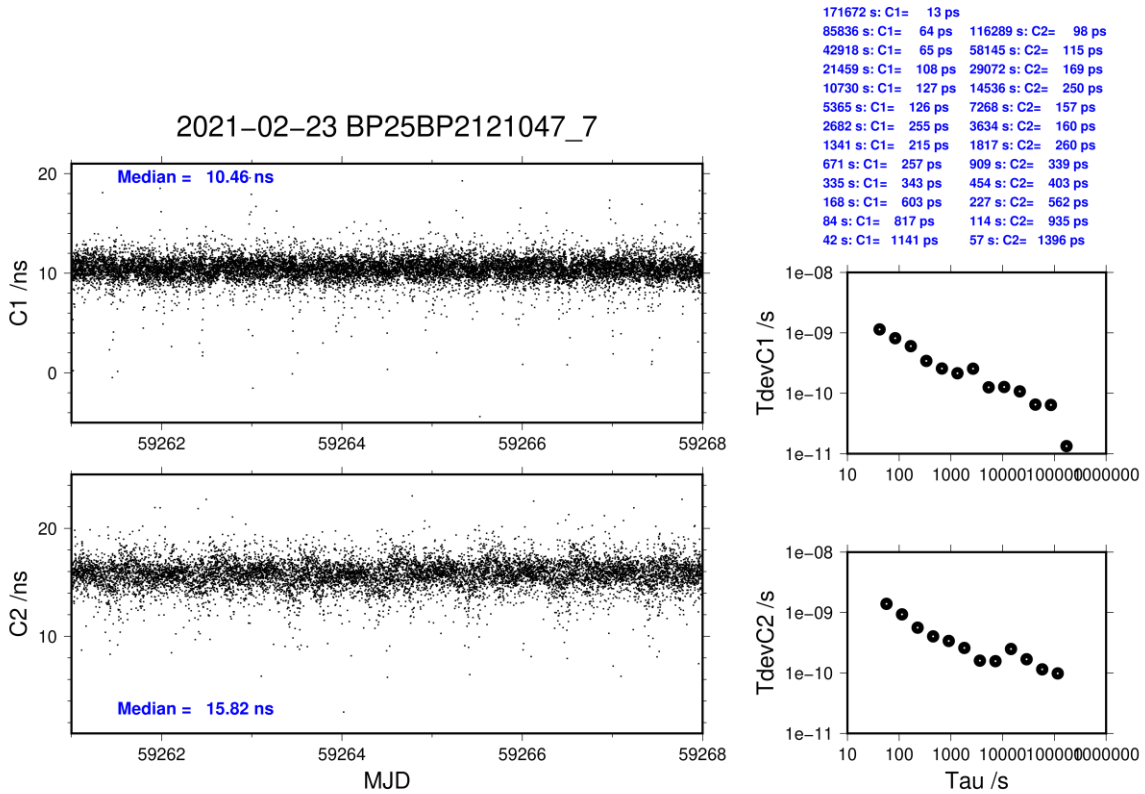 171672 s: C1= 13 ps
85836 s: C1= 64 ps 116289 s: C2= 98 ps
42918 s: C1= 65 ps 58145 s: C2= 115 ps
21459 s: C1= 108 ps 29072 s: C2= 169 ps
10730 s: C1= 127 ps 14536 s: C2= 250 ps
5365 s: C1= 126 ps 7268 s: C2= 157 ps
2682 s: C1= 255 ps 3634 s: C2= 160 ps
1341 s: C1= 215 ps 1817 s: C2= 260 ps
671 s: C1= 257 ps 909 s: C2= 339 ps
335 s: C1= 343 ps 454 s: C2= 403 ps
168 s: C1= 603 ps 227 s: C2= 562 ps
84 s: C1= 817 ps 114 s: C2= 935 ps
42 s: C1= 1141 ps 57 s: C2= 1396 ps
2021−02−23 BP25BP2121047_7
Median = 10.46 ns
20
10
0
C1 /ns
59262 59264 59266 59268
1e−08
1e−09
1e−10
1e−11
TdevC1 /s
10 100 1000 10000 100000 1000000
20
10
C2 /ns
Median = 15.82 ns
59262 59264 59266 59268
MJD
1e−08
1e−09
1e−10
1e−11
TdevC2 /s
10 100 1000 10000 100000 1000000
Tau /s